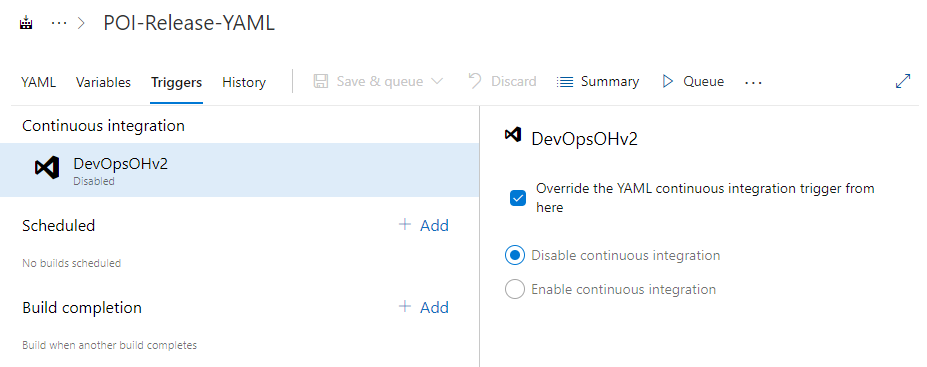 ··· > POI-Release-YAML
YAML Variables Triggers History Save & queue Discard Summary Queue ···
Continuous integration
DevOpsOHv2
Disabled
Scheduled + Add
No builds scheduled
Build completion + Add
Build when another build completes
DevOpsOHv2
Override the YAML continuous integration trigger from
here
Disable continuous integration
Enable continuous integration